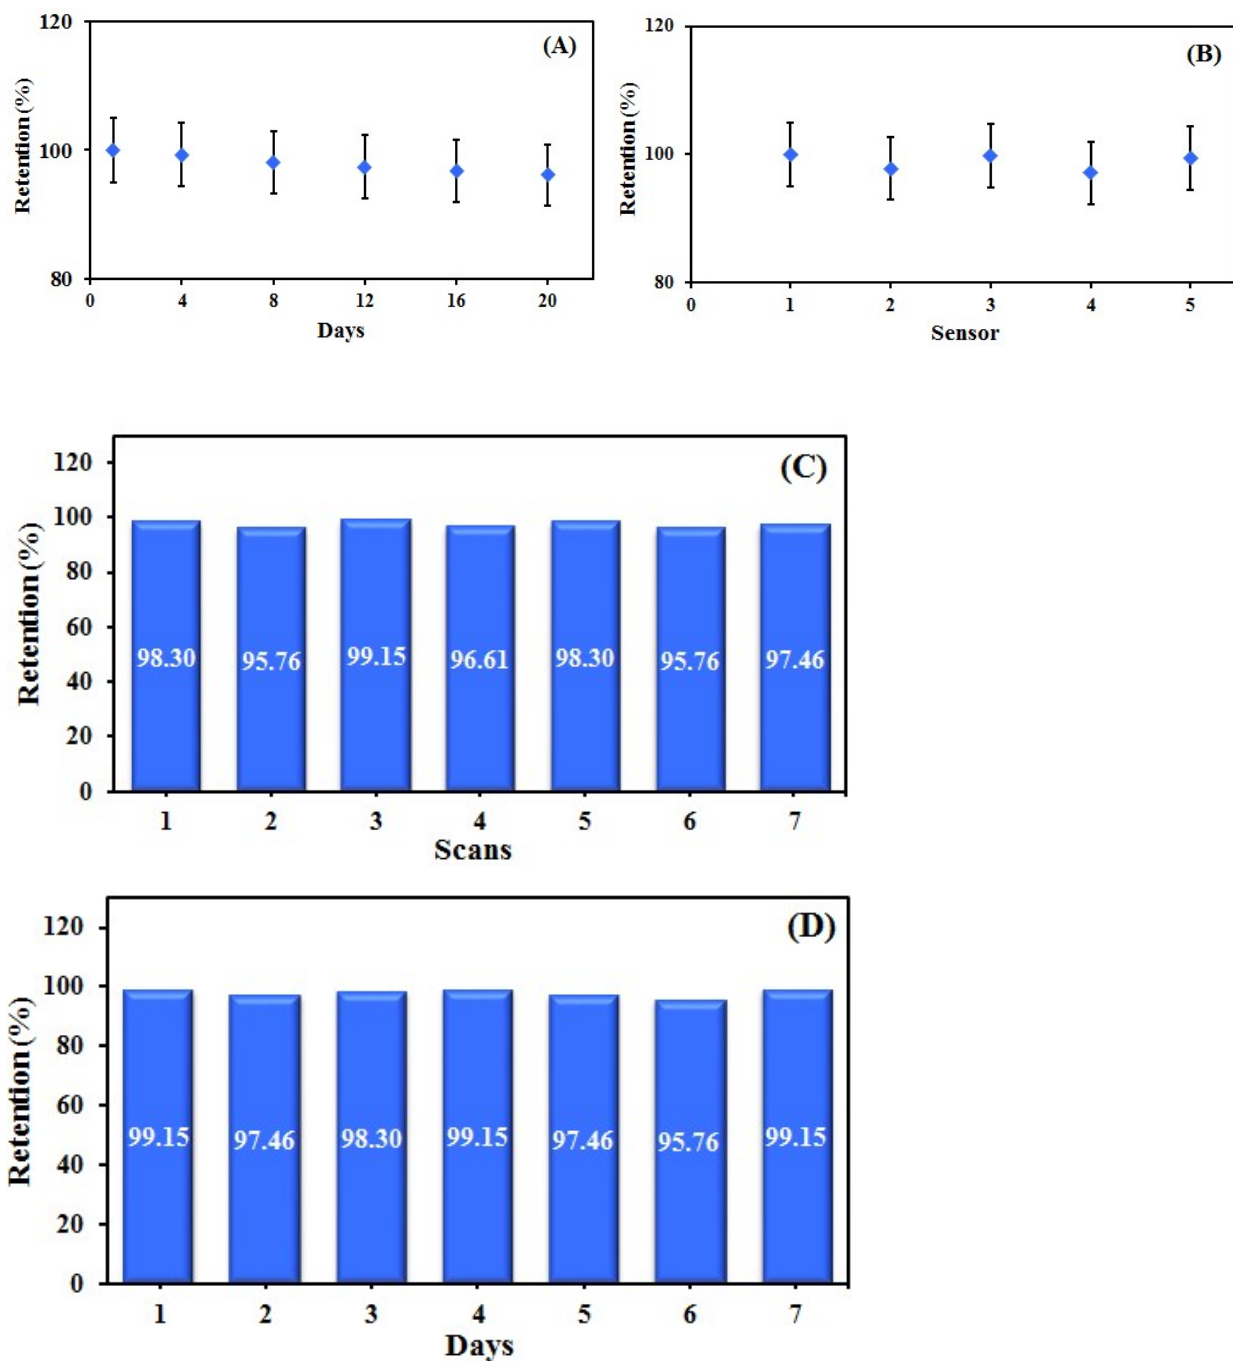 120
(A)
Retention (%)
100
80
0 4 8 12 16 20
Days
120
(B)
Retention (%)
100
80
0 1 2 3 4 5
Sensor
(C)
Retention (%)
120
100
80
60
40
20
0
98.30 95.76 99.15 96.61 98.30 95.76 97.46
1 2 3 4 5 6 7
Scans
(D)
Retention (%)
120
100
80
60
40
20
0
99.15 97.46 98.30 99.15 97.46 95.76 99.15
1 2 3 4 5 6 7
Days